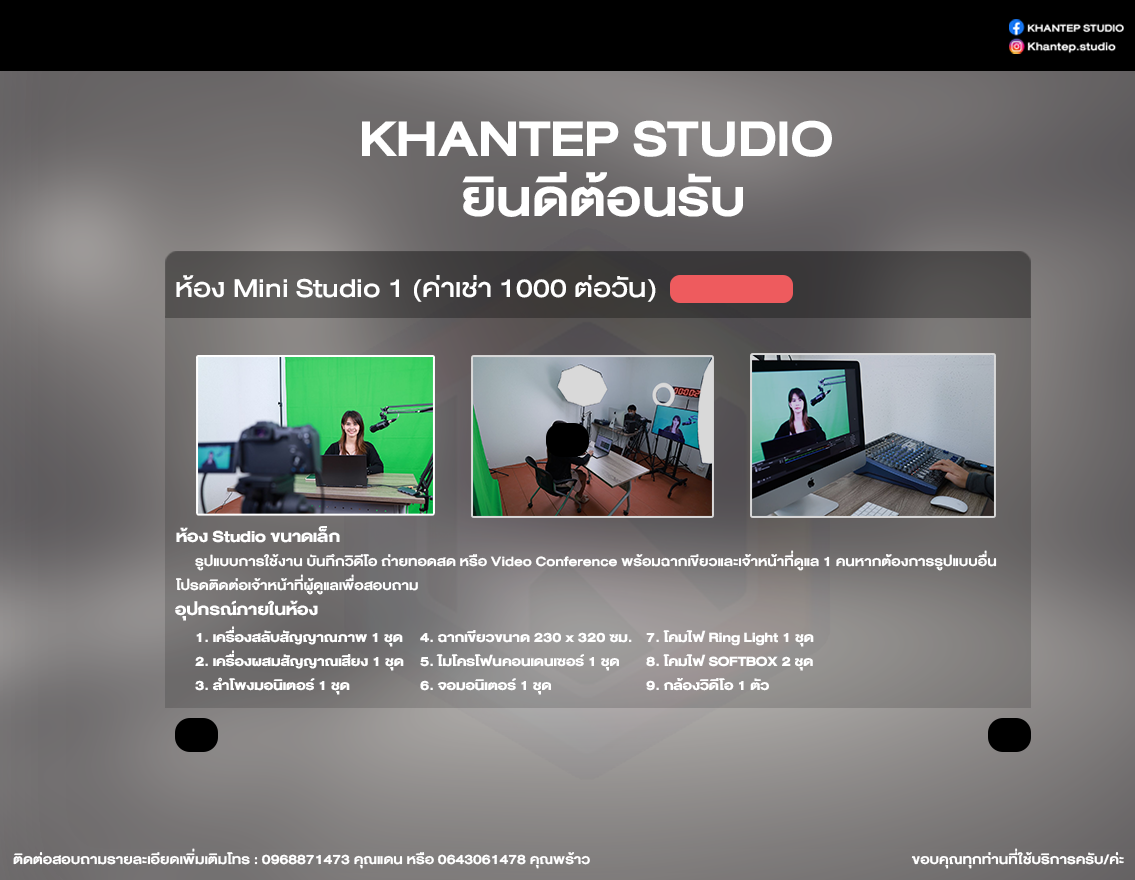 KHANTEP STUDIO
Khantep.studio
KHANTEP STUDIO
ยินดีต้อนรับ
ห้อง Mini Studio 1 (ค่าเช่า 1000 ต่อวัน)
ห้อง Studio ขนาดเล็ก
รูปแบบการใช้งาน บันทึกวิดีโอ ถ่ายทอดสด หรือ Video Conference พร้อมฉากเขียวและเจ้าหน้าที่ดูแล 1 คนหากต้องการรูปแบบอื่น
โปรดติดต่อเจ้าหน้าที่ผู้ดูแลเพื่อสอบถาม
อุปกรณ์ภายในห้อง
1. เครื่องสลับสัญญาณภาพ 1 ชุด
2. เครื่องผสมสัญญาณเสียง 1 ชุด
3. ลำโพงมอนิเตอร์ 1 ชุด
4. ฉากเขียวขนาด 230 x 320 ซม.
5. ไมโครโฟนคอนเดนเซอร์ 1 ชุด
6. จอมอนิเตอร์ 1 ชุด
7. โคมไฟ Ring Light 1 ชุด
8. โคมไฟ SOFTBOX 2 ชุด
9. กล้องวิดีโอ 1 ตัว
ติดต่อสอบถามรายละเอียดเพิ่มเติมโทร : 0968871473 คุณแดน หรือ 0643061478 คุณพร้าว
ขอบคุณทุกท่านที่ใช้บริการครับ/ค่ะ